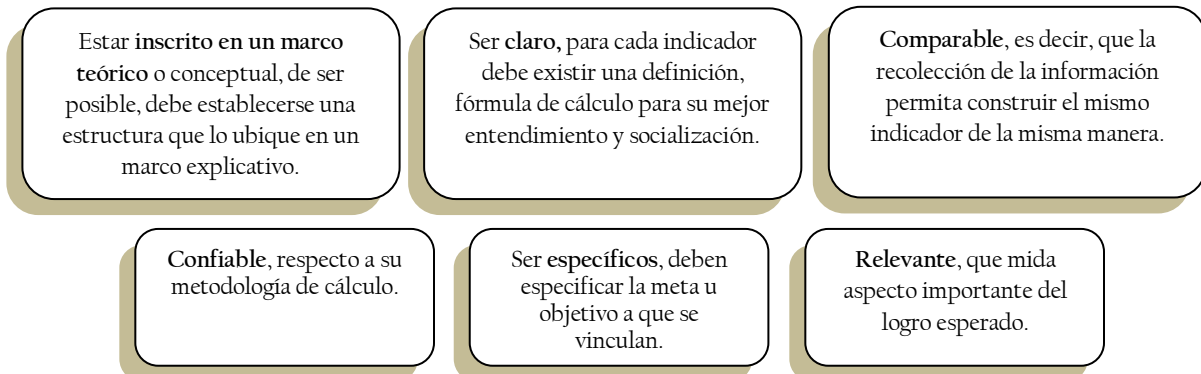 Estar inscrito en un marco
teórico o conceptual, de ser
posible, debe establecerse una
estructura que lo ubique en un
marco explicativo.
Ser claro, para cada indicador
debe existir una definición,
fórmula de cálculo para su mejor
entendimiento y socialización.
Comparable, es decir, que la
recolección de la información
permita construir el mismo
indicador de la misma manera.
Confiable, respecto a su
metodología de cálculo.
Ser específicos, deben
especificar la meta u
objetivo a que se
vinculan.
Relevante, que mida
aspecto importante del
logro esperado.